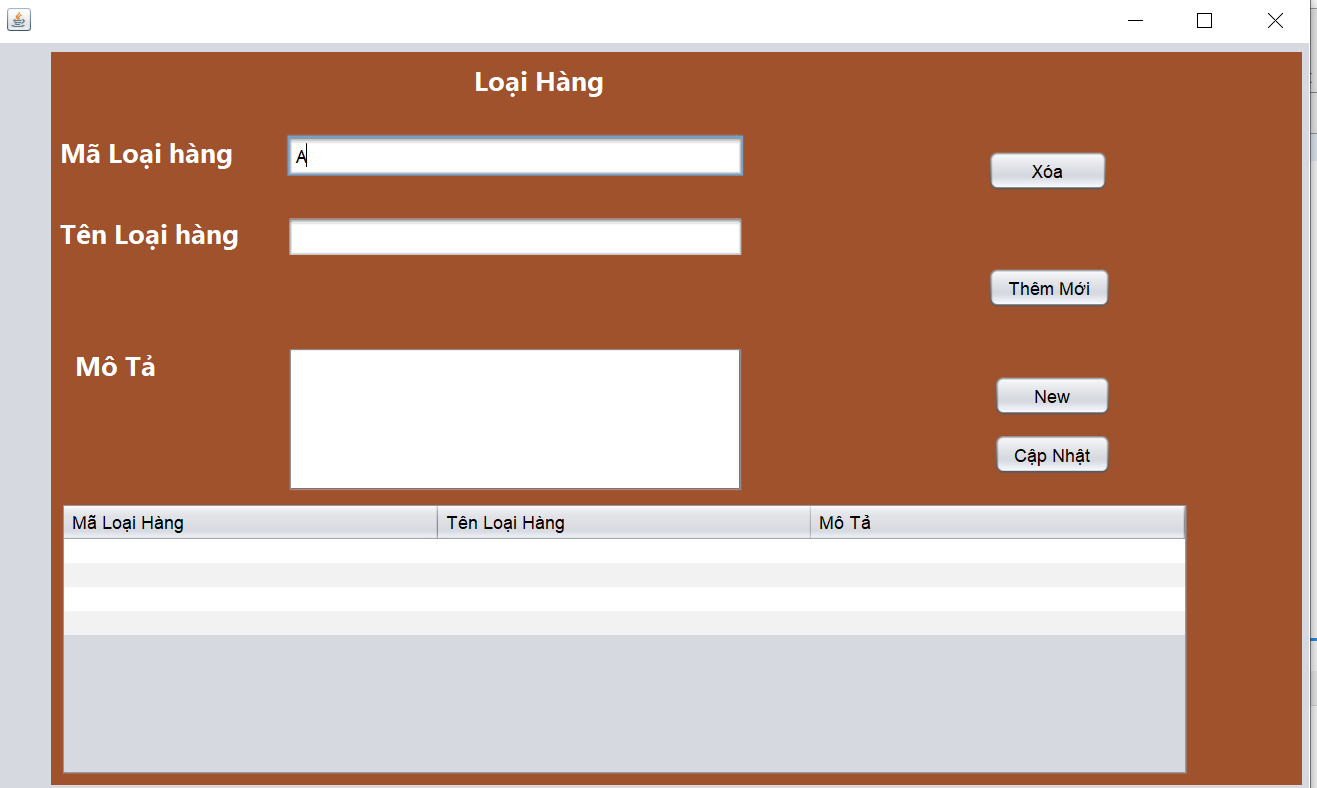 Loại Hàng
Mã Loại hàng
A
Xóa
Tên Loại hàng
Thêm Mới
Mô Tả
New
Cập Nhật
Mã Loại Hàng Tên Loại Hàng Mô Tả